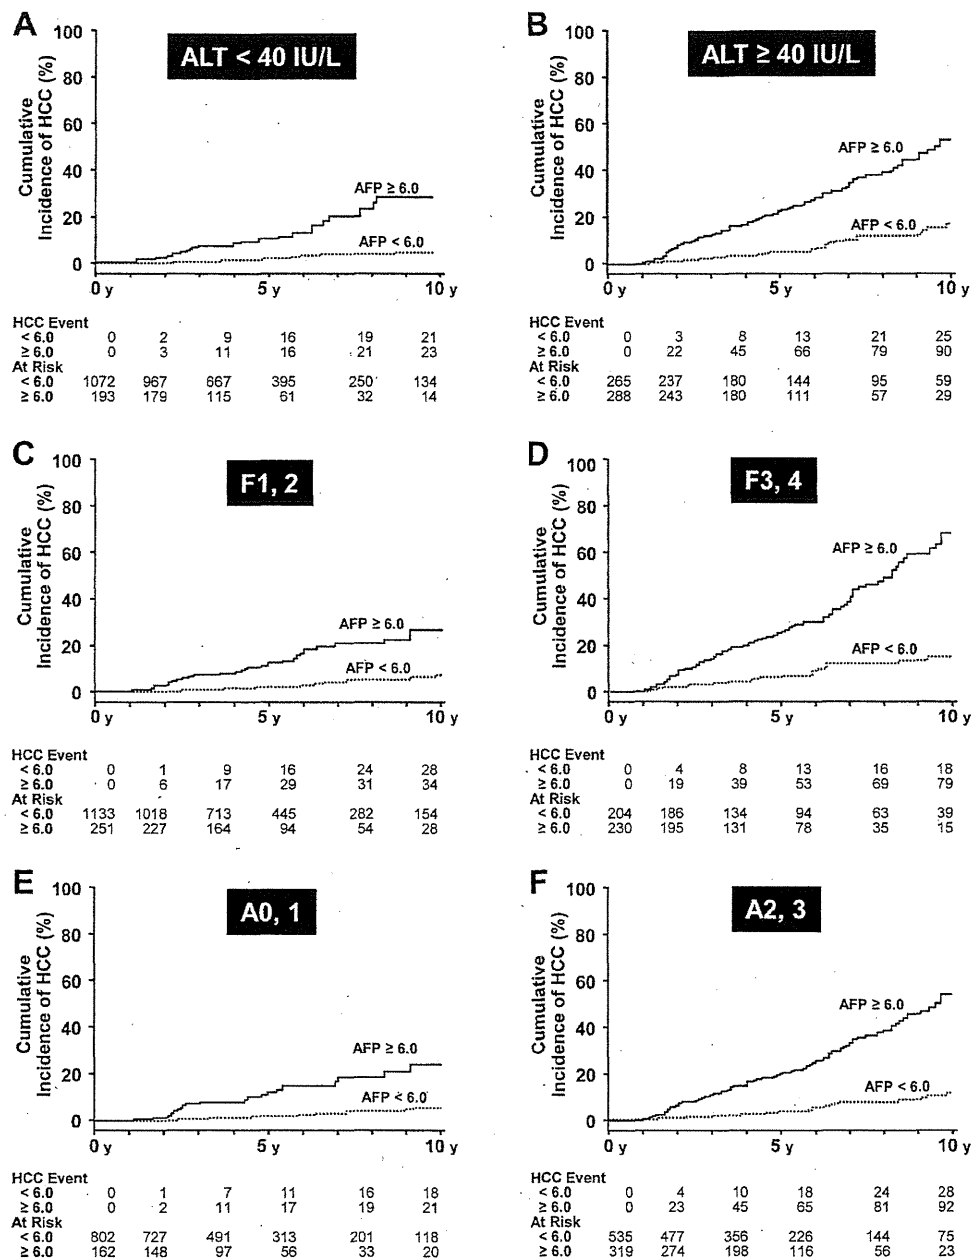 A
ALT < 40 IU/L
Cumulative
Incidence of HCC (%)
100
80
60
40
20
0
AFP ≥ 6.0
AFP < 6.0
0 y
5 y
10 y
HCC Event
< 6.0 0 2 9 16 19 21
≥ 6.0 0 3 11 16 21 23
At Risk
< 6.0 1072 967 667 395 250 134
≥ 6.0 193 179 115 61 32 14
B
ALT ≥ 40 IU/L
Cumulative
Incidence of HCC (%)
100
80
60
40
20
0
AFP ≥ 6.0
AFP < 6.0
0 y
5 y
10 y
HCC Event
< 6.0 0 3 8 13 21 25
≥ 6.0 0 22 45 66 79 90
At Risk
< 6.0 265 237 180 144 95 59
≥ 6.0 288 243 180 111 57 29
C
F1, 2
Cumulative
Incidence of HCC (%)
100
80
60
40
20
0
AFP ≥ 6.0
AFP < 6.0
0 y
5 y
10 y
HCC Event
< 6.0 0 1 9 16 24 28
≥ 6.0 0 6 17 29 31 34
At Risk
< 6.0 1133 1018 713 445 282 154
≥ 6.0 251 227 164 94 54 28
D
F3, 4
Cumulative
Incidence of HCC (%)
100
80
60
40
20
0
AFP ≥ 6.0
AFP < 6.0
0 y
5 y
10 y
HCC Event
< 6.0 0 4 8 13 16 18
≥ 6.0 0 19 39 53 69 79
At Risk
< 6.0 204 186 134 94 63 39
≥ 6.0 230 195 131 78 35 15
E
A0, 1
Cumulative
Incidence of HCC (%)
100
80
60
40
20
0
AFP ≥ 6.0
AFP < 6.0
0 y
5 y
10 y
HCC Event
< 6.0 0 1 7 11 16 18
≥ 6.0 0 2 11 17 19 21
At Risk
< 6.0 802 727 491 313 201 118
≥ 6.0 162 148 97 56 33 20
F
A2, 3
Cumulative
Incidence of HCC (%)
100
80
60
40
20
0
AFP ≥ 6.0
AFP < 6.0
0 y
5 y
10 y
HCC Event
< 6.0 0 4 10 18 24 28
≥ 6.0 0 23 45 65 81 92
At Risk
< 6.0 535 477 356 226 144 75
≥ 6.0 319 274 198 116 56 23